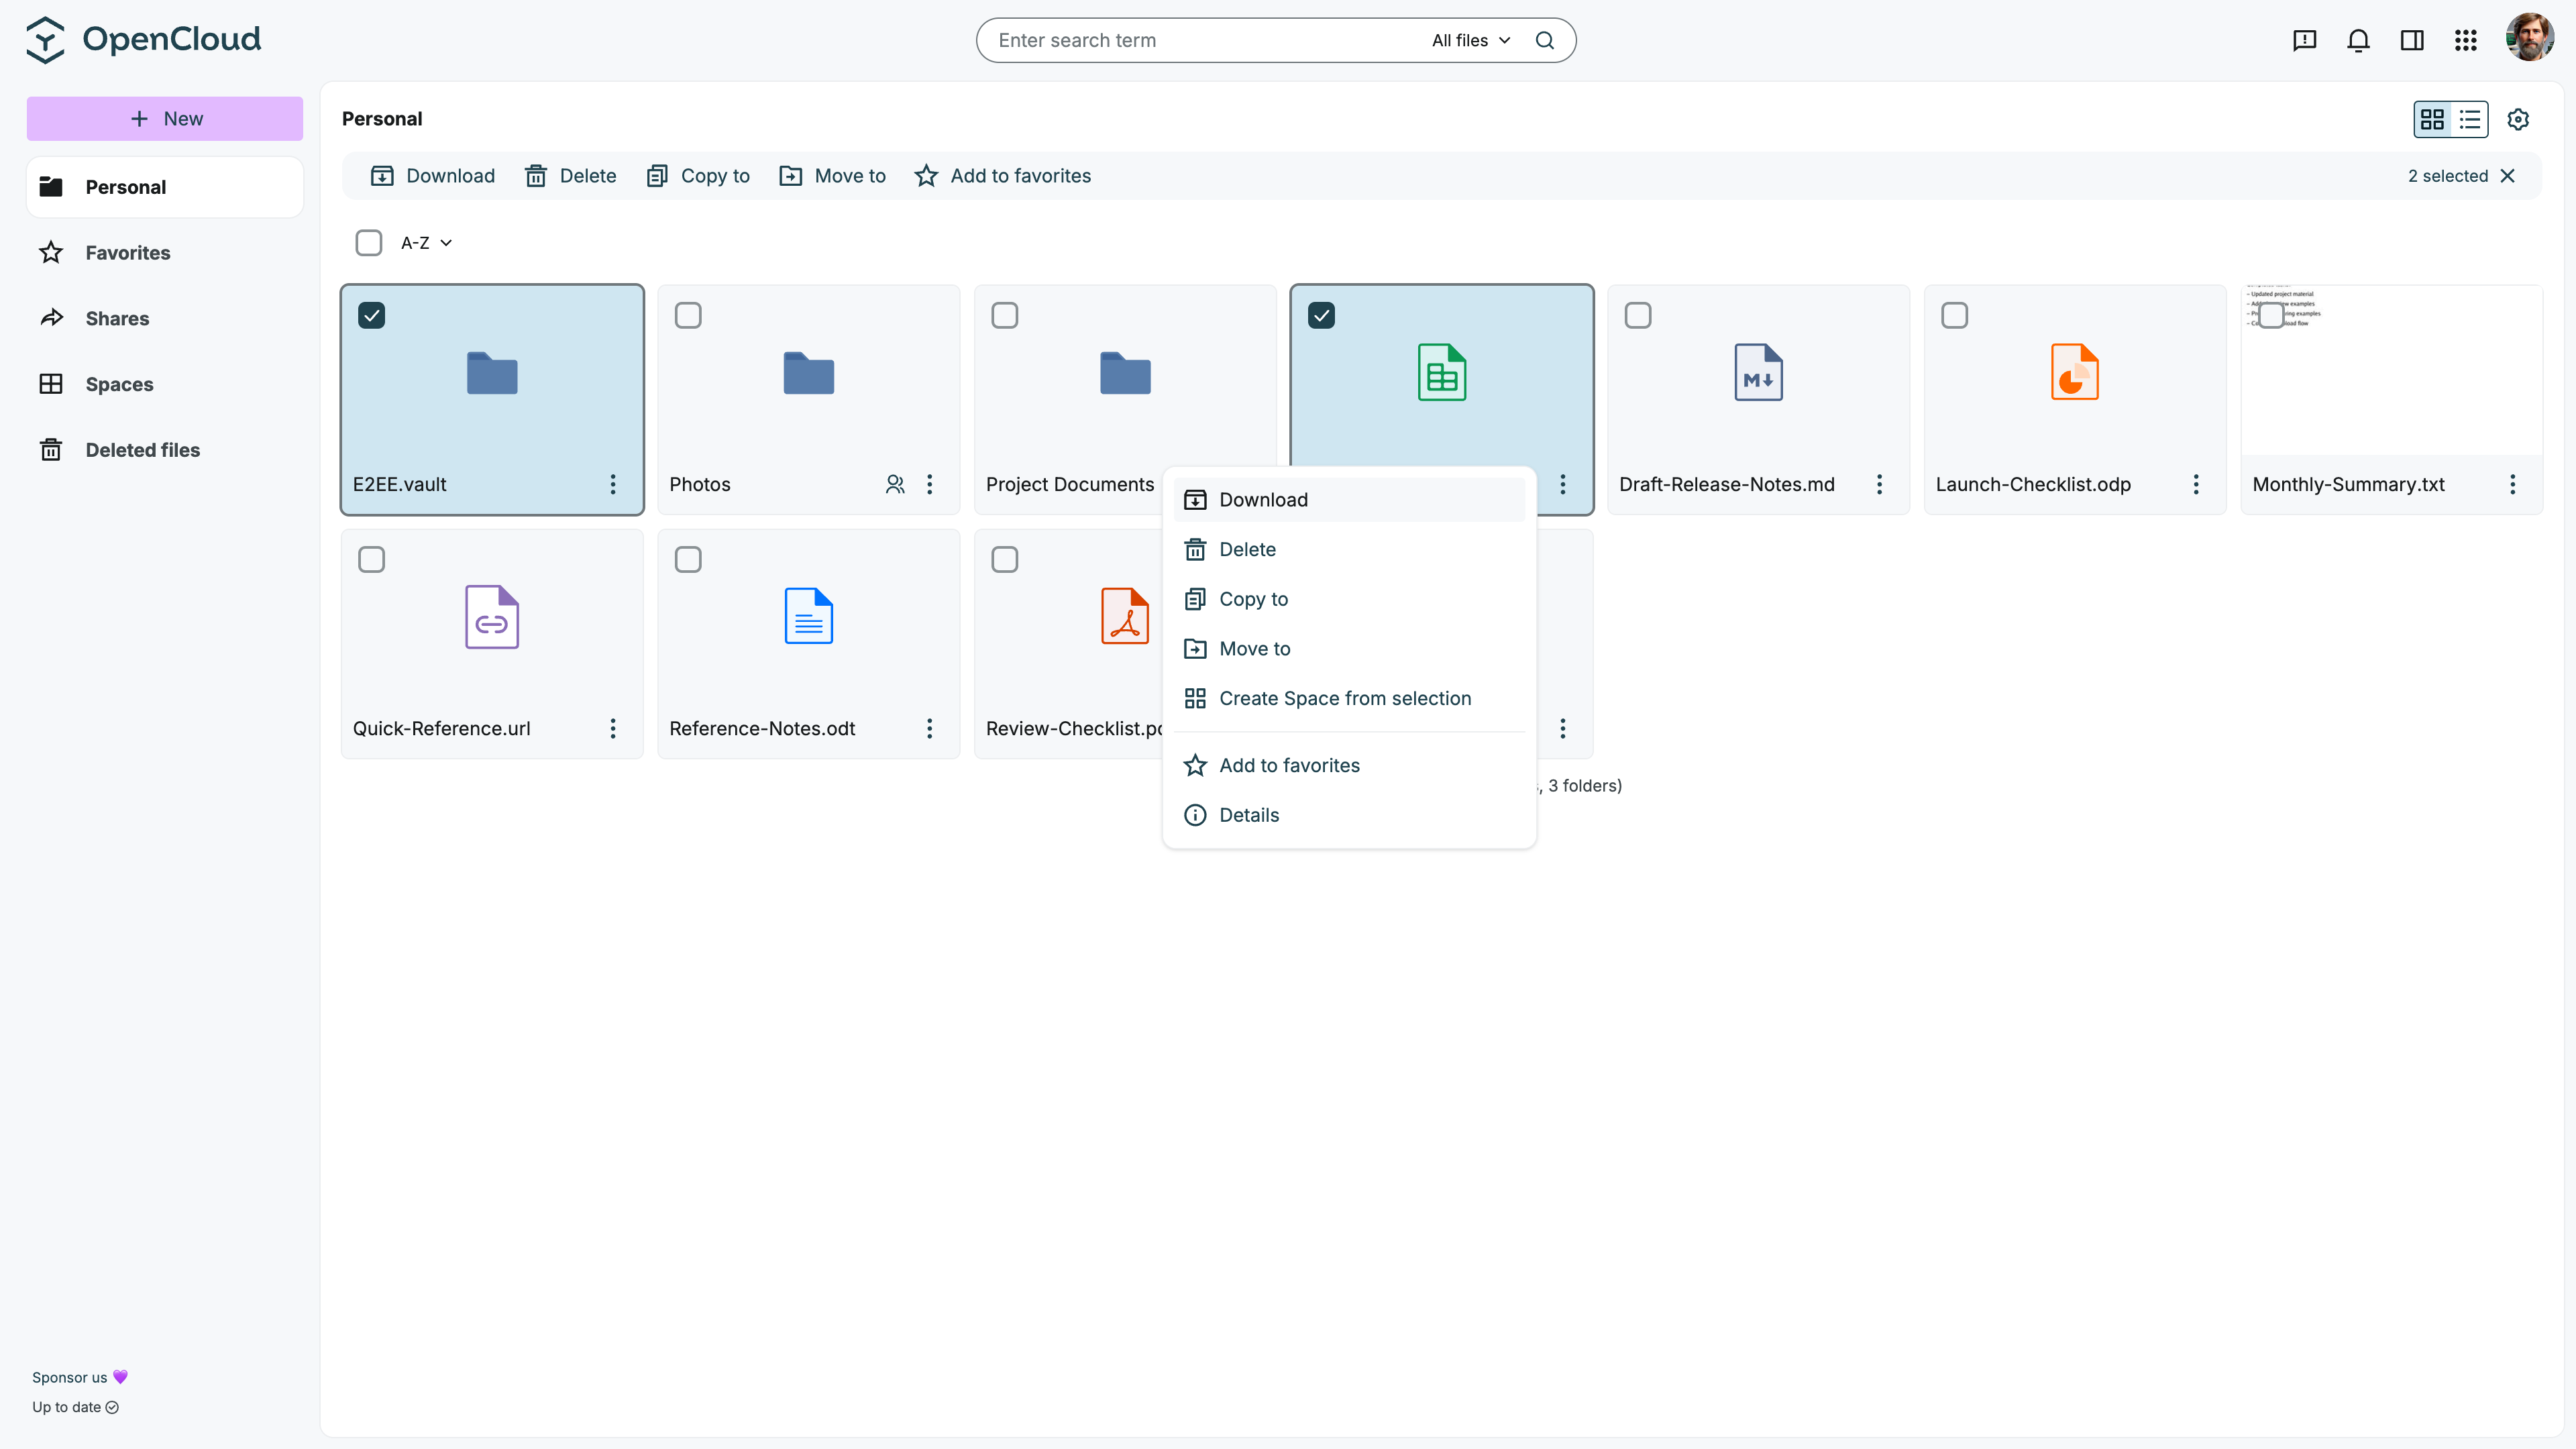 OpenCloud
Enter search term
All files
New
Personal
Favorites
Shares
Spaces
Deleted files
Sponsor us 💜
Up to date
Personal
Download
Delete
Copy to
Move to
Add to favorites
2 selected
A-Z
- Updated project material
E2EE.vault
Photos
Project Documents
M
Draft-Release-Notes.md
Launch-Checklist.odp
Monthly-Summary.txt
Download
Delete
Copy to
Move to
Create Space from selection
Add to favorites
Details
Quick-Reference.url
Reference-Notes.odt
Review-Checklist.
3 folders)